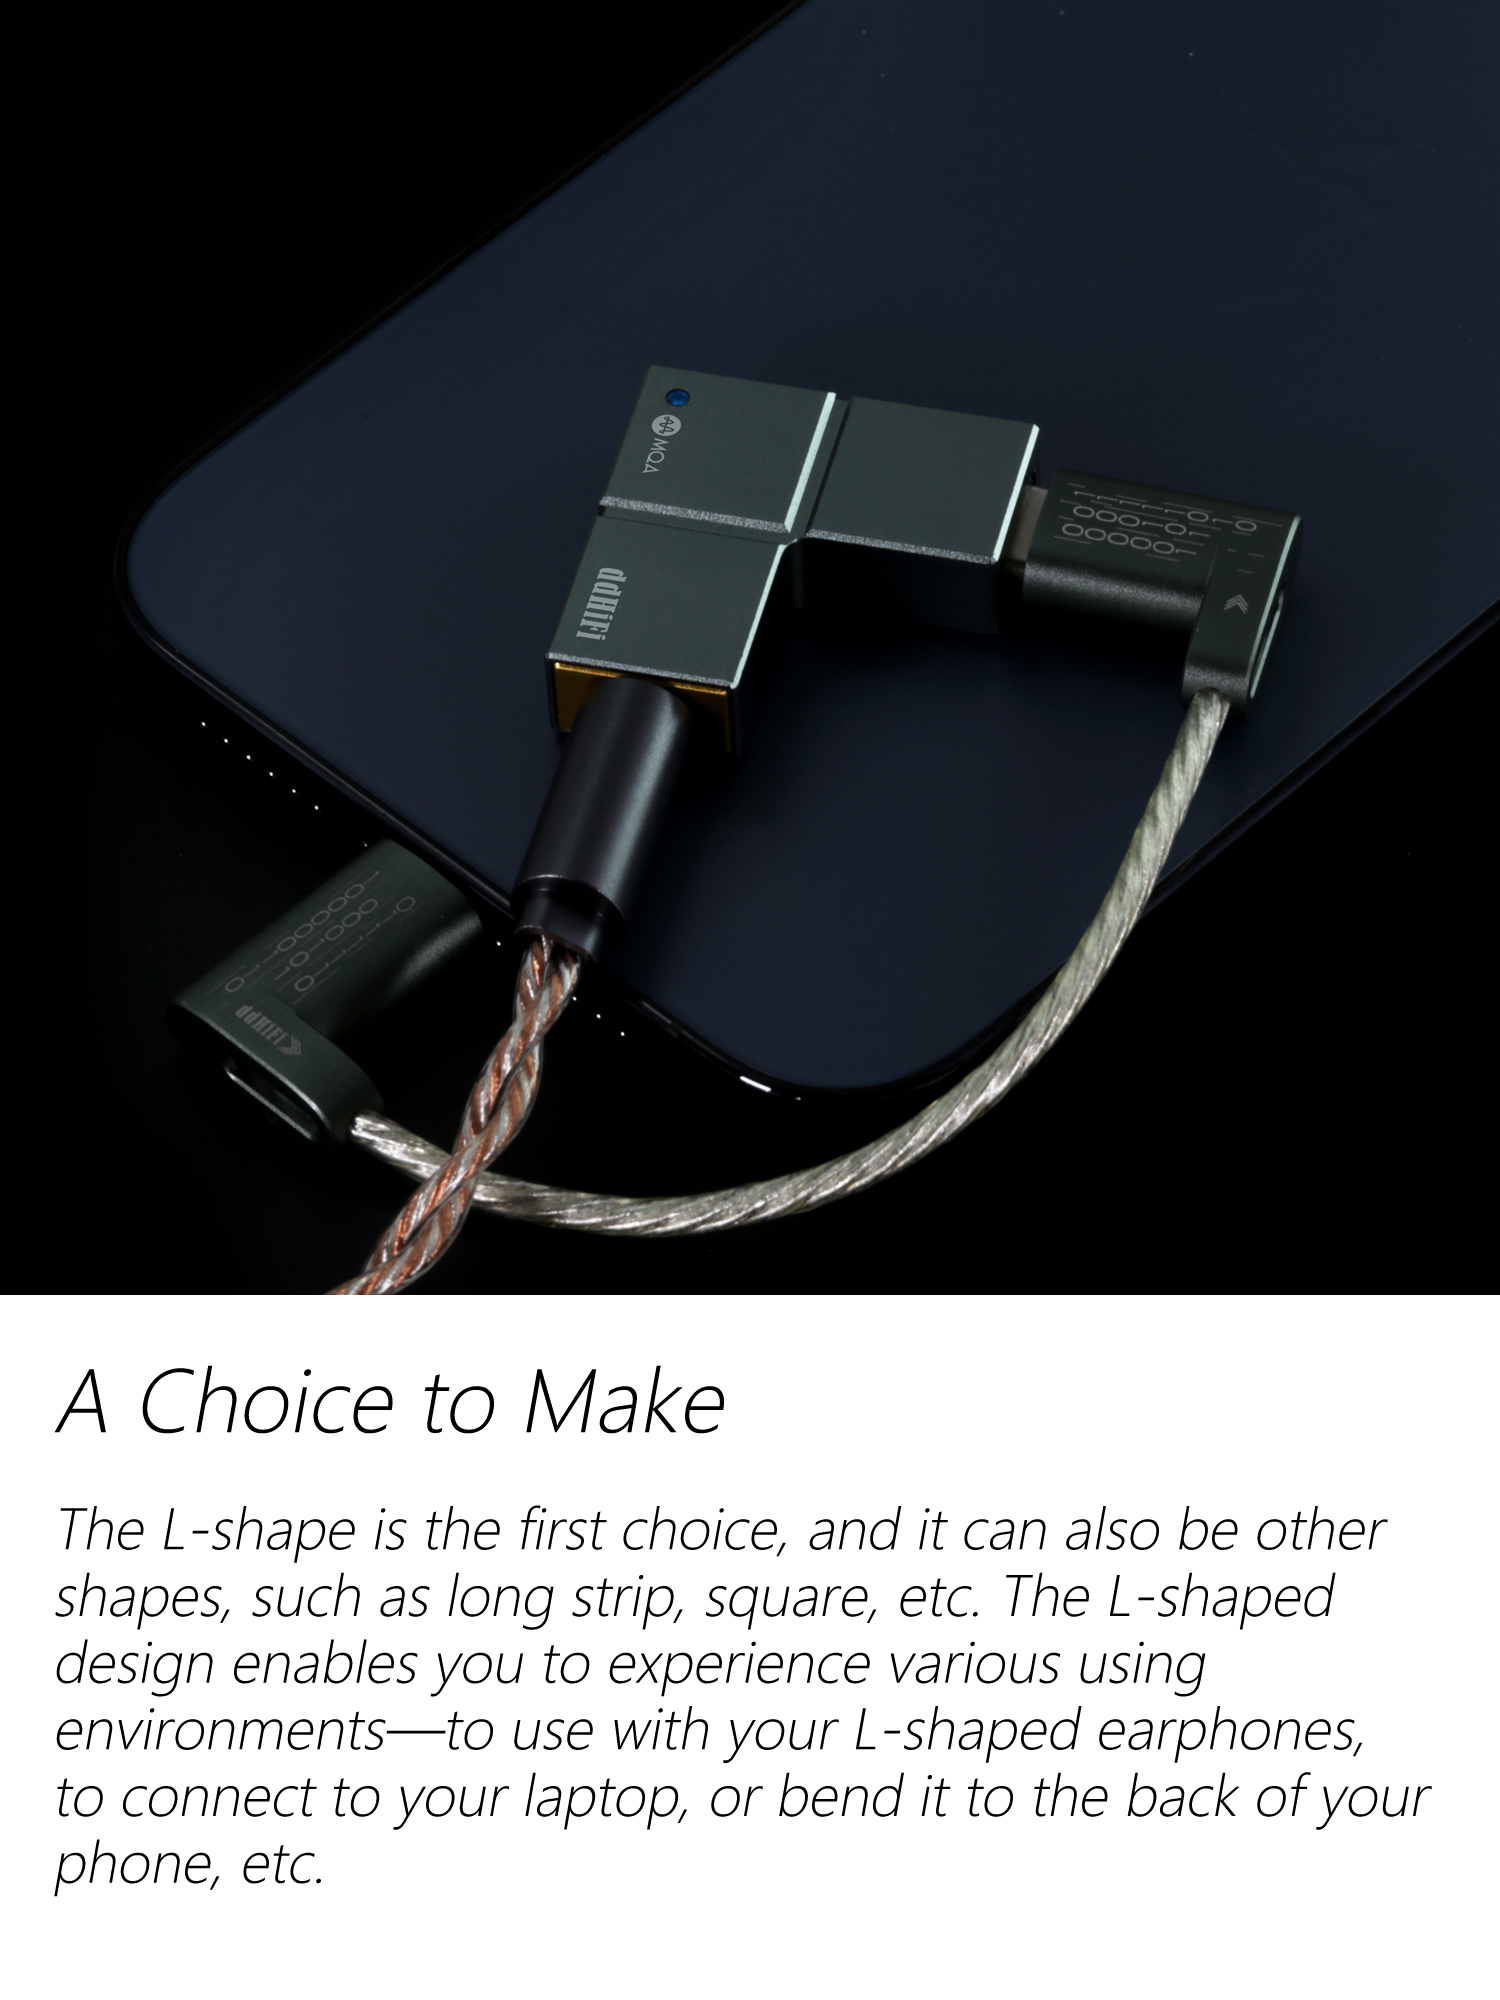 MQA
ddHiFi
ddHiFi
A Choice to Make
The L-shape is the first choice, and it can also be other
shapes, such as long strip, square, etc. The L-shaped
design enables you to experience various using
environments—to use with your L-shaped earphones,
to connect to your laptop, or bend it to the back of your
phone, etc.